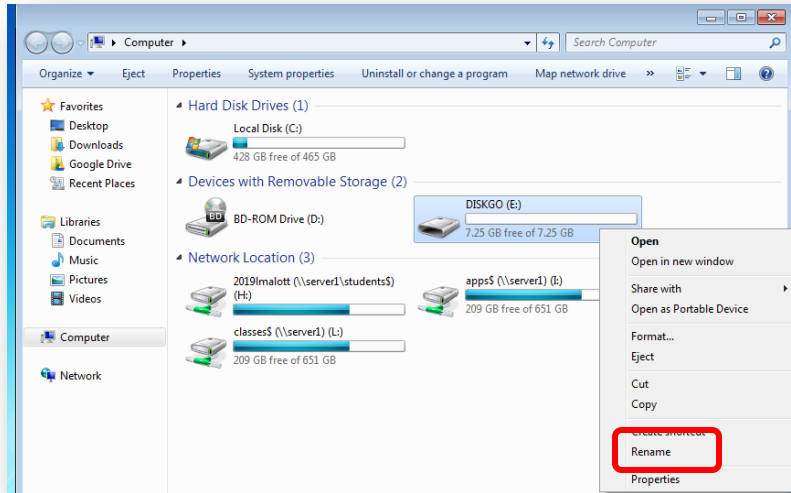 Computer
Search Computer
Organize
Eject
Properties
System properties
Uninstall or change a program
Map network drive
»
Favorites
Desktop
Downloads
Google Drive
Recent Places
Libraries
Documents
Music
Pictures
Videos
Computer
Network
Hard Disk Drives (1)
Local Disk (C:)
428 GB free of 465 GB
Devices with Removable Storage (2)
BD
BD-ROM Drive (D:)
DISKGO (E:)
7.25 GB free of 7.25 GB
Network Location (3)
2019lmalott (\\server1\students$)
(H:)
apps$ (\\server1) (I:)
209 GB free of 651 GB
classes$ (\\server1) (L:)
209 GB free of 651 GB
Open
Open in new window
Share with
Open as Portable Device
Format...
Eject
Cut
Copy
Create shortcut
Rename
Properties